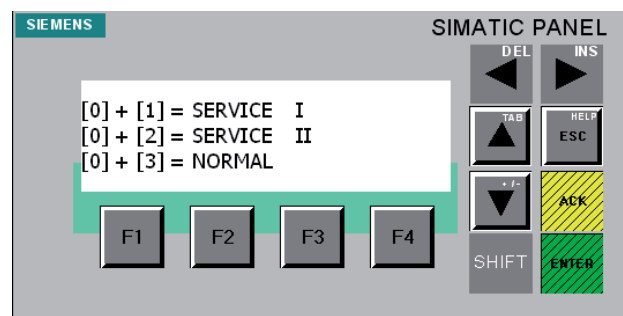 SIEMENS
SIMATIC PANEL
DEL
INS
[0] + [1] = SERVICE I
[0] + [2] = SERVICE II
[0] + [3] = NORMAL
TAB
HELP
ESC
+ / -
ACK
F1
F2
F3
F4
SHIFT
ENTER